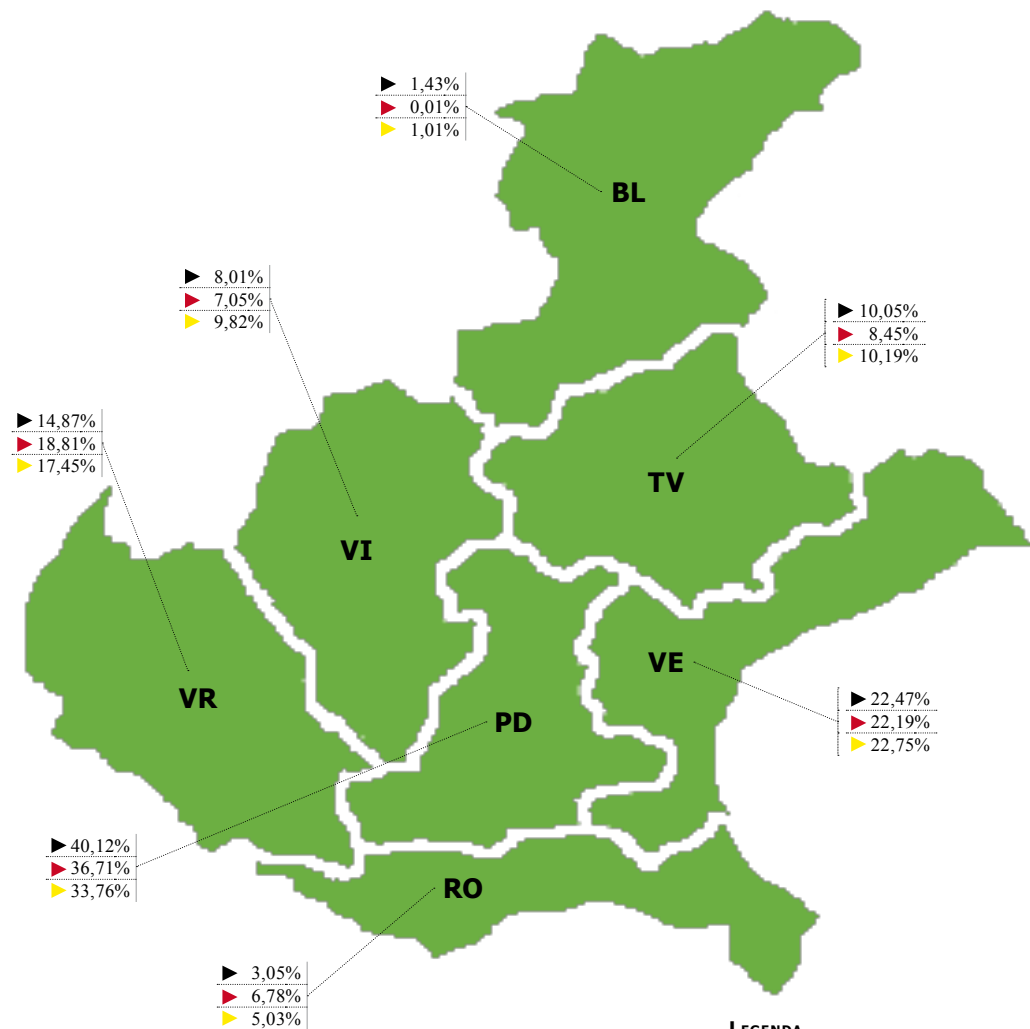 1,43%
0,01%
1,01%
BL
8,01%
7,05%
9,82%
10,05%
8,45%
10,19%
14,87%
18,81%
17,45%
TV
VI
VE
VR
22,47%
22,19%
22,75%
PD
40,12%
36,71%
33,76%
RO
3,05%
6,78%
5,03%
LEGENDA